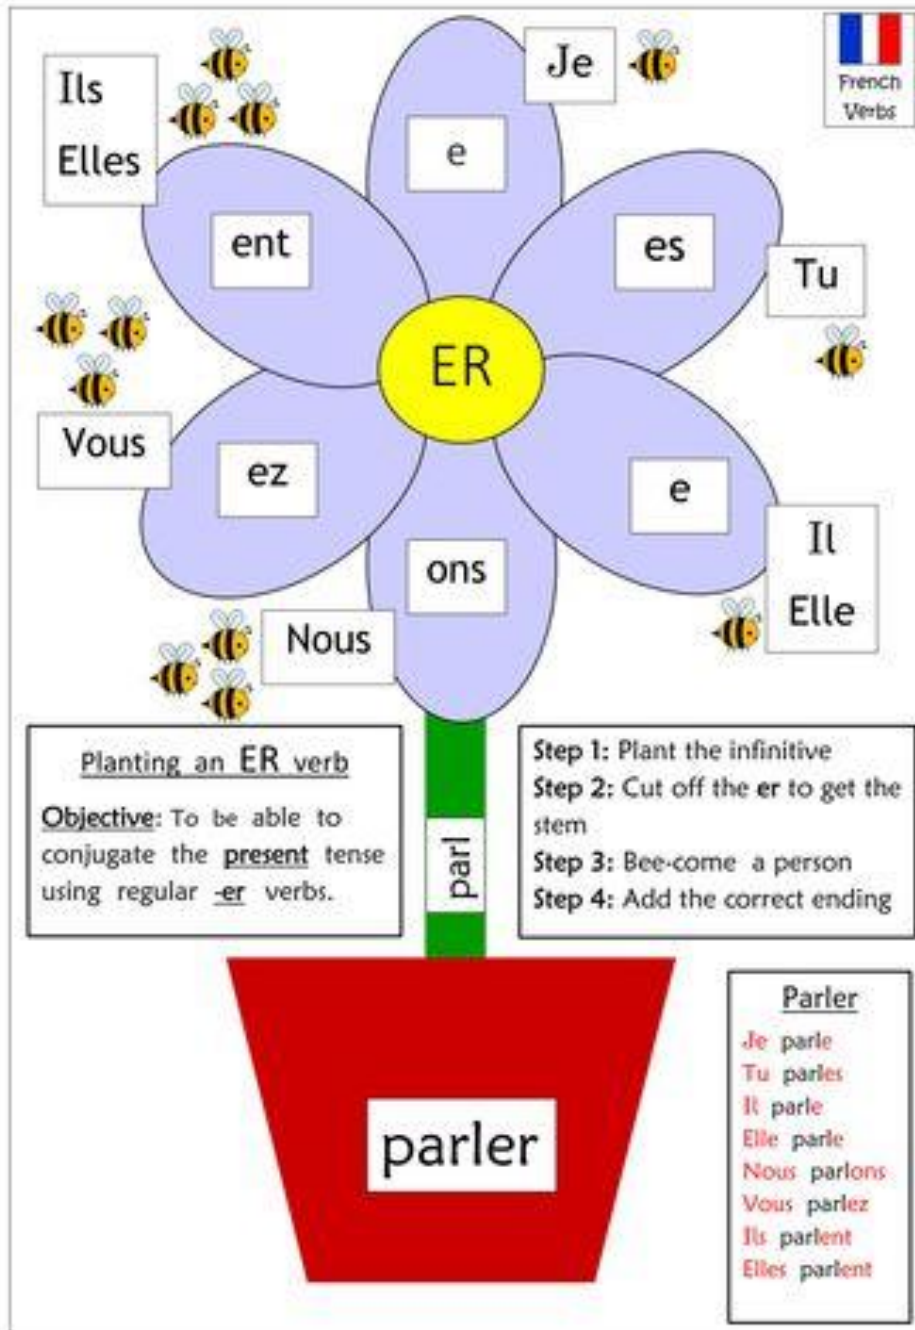 Je
French
Verbs
Ils
Elles
e
ent
es
Tu
ER
Vous
ez
e
Il
Elle
ons
Nous
Planting an ER verb
Objective: To be able to
conjugate the present tense
using regular -er verbs.
Step 1: Plant the infinitive
Step 2: Cut off the er to get the
stem
Step 3: Bee-come a person
Step 4: Add the correct ending
parl
parler
Parler
Je parle
Tu parles
Il parle
Elle parle
Nous parlons
Vous parlez
Ils parlent
Elles parlent